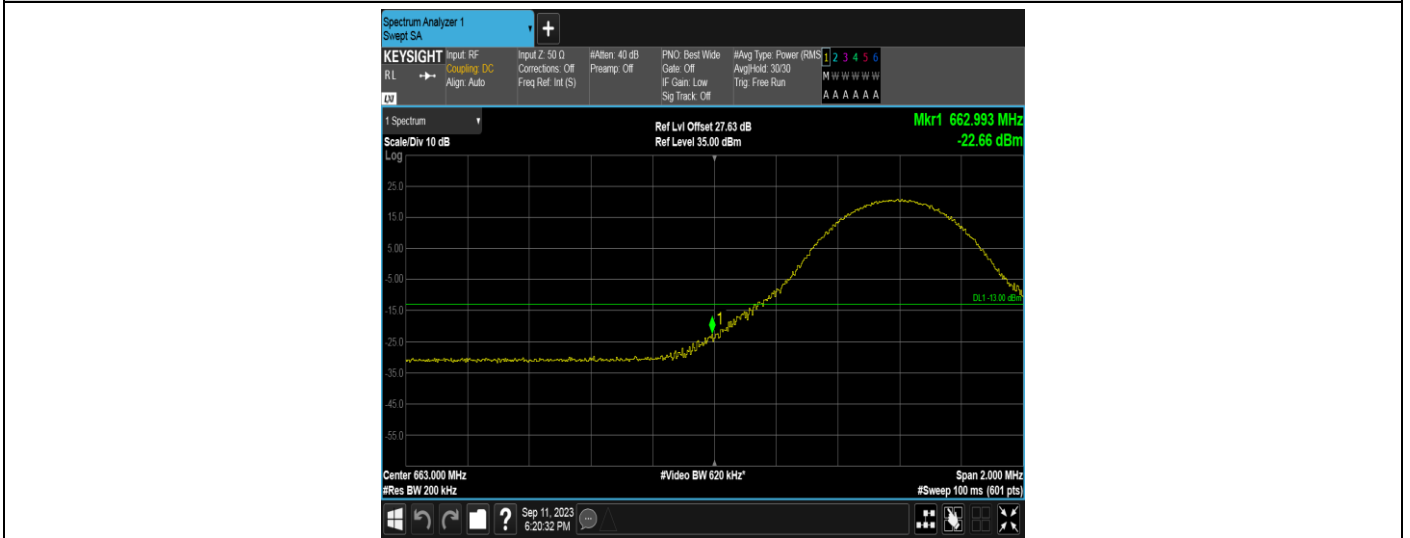 Spectrum Analyzer 1
Swept SA
+
KEYSIGHT
RL
LXI
Input: RF
Coupling: DC
Align: Auto
Input Z: 50 Ω
Corrections: Off
Freq Ref: Int (S)
#Atten: 40 dB
Preamp: Off
PNO: Best Wide
Gate: Off
IF Gain: Low
Sig Track: Off
#Avg Type: Power (RMS
Avg|Hold: 30/30
Trig: Free Run
1 2 3 4 5 6
M W W W W W
A A A A A A
1 Spectrum
Scale/Div 10 dB
Log
Ref Lvl Offset 27.63 dB
Ref Level 35.00 dBm
Mkr1 662.993 MHz
-22.66 dBm
25.0
15.0
5.00
-5.00
DL1 -13.00 dBm
-15.0
1
-25.0
-35.0
-45.0
-55.0
Center 663.000 MHz
#Res BW 200 kHz
#Video BW 620 kHz*
Span 2.000 MHz
#Sweep 100 ms (601 pts)
?
Sep 11, 2023
6:20:32 PM